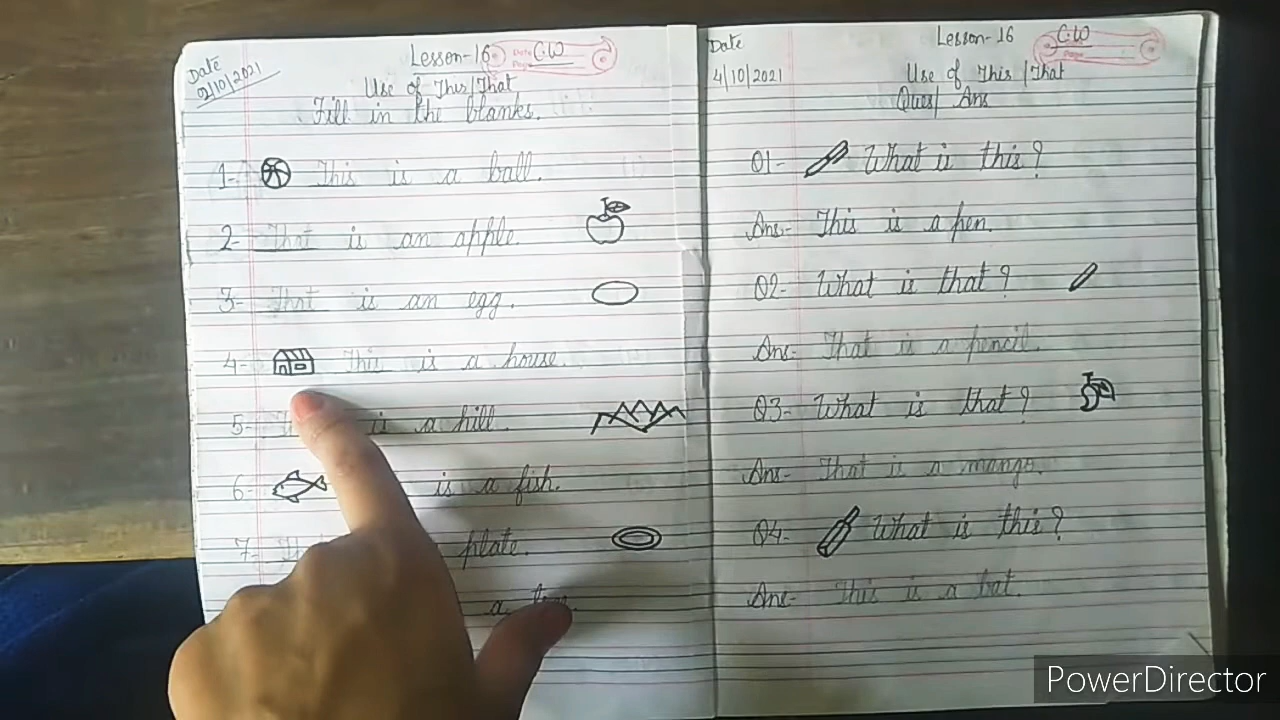 Date
02/10/2021
Lesson-16
Date
Page
C.W
Use of This/That
Fill in the blanks.
1- This is a ball.
2- That is an apple.
3- That is an egg.
4- This is a house.
5- is a hill.
6- is a fish.
7- plate.
a
Date
4/10/2021
Lesson-16
C.W
Date
Page
Use of This/That
Ques/ Ans
Q1- What is this?
Ans- This is a pen.
Q2- What is that?
Ans- That is a pencil.
Q3- What is that?
Ans- That is a mango.
Q4- What is this?
Ans- This is a bat.
PowerDirector